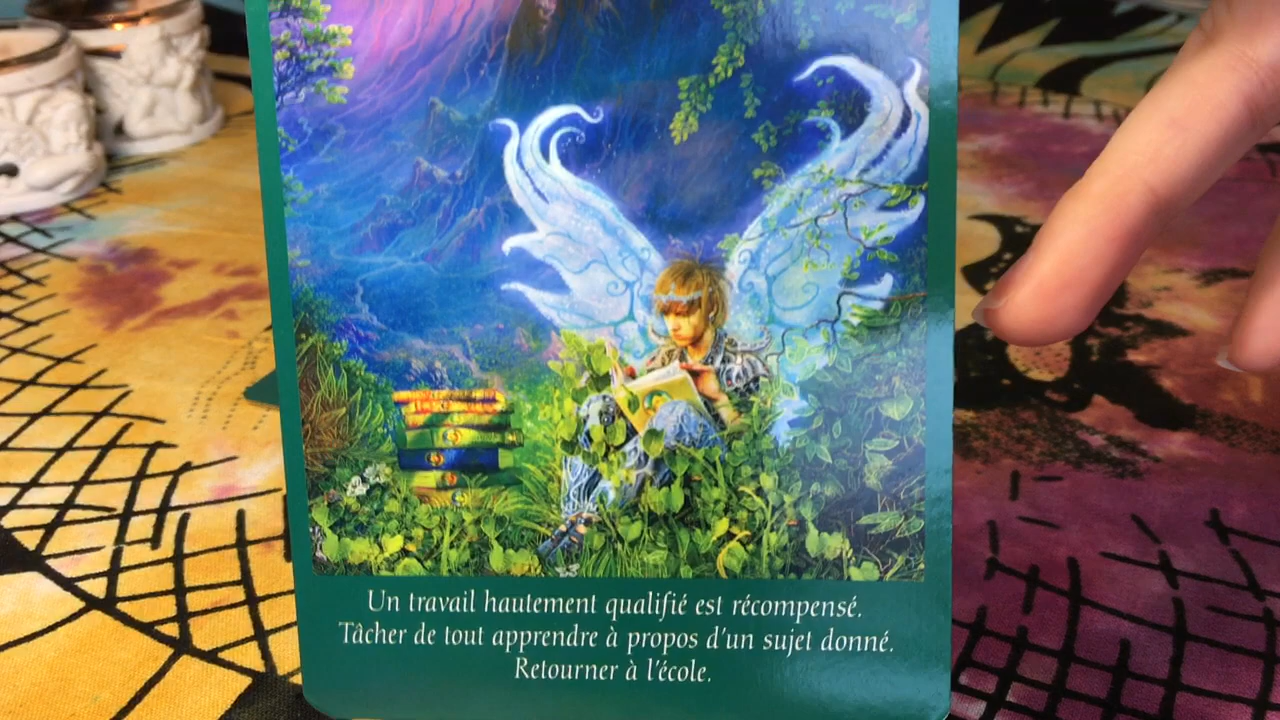 Un travail hautement qualifié est récompensé.
Tâcher de tout apprendre à propos d'un sujet donné.
Retourner à l'école.